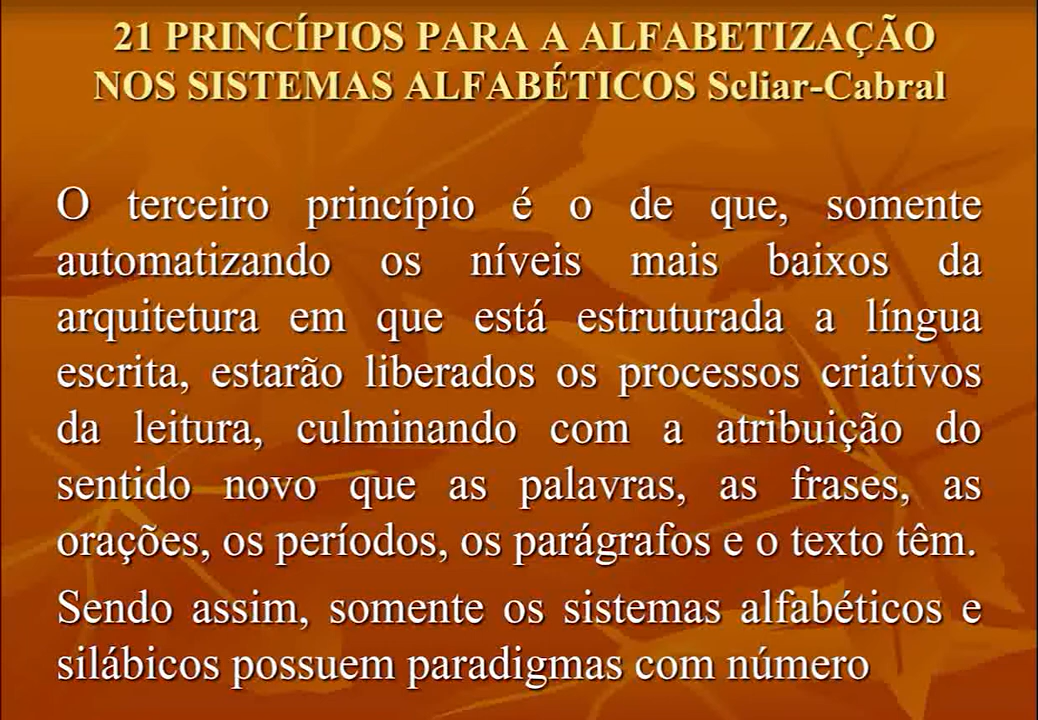 21 PRINCÍPIOS PARA A ALFABETIZAÇÃO
NOS SISTEMAS ALFABÉTICOS Scliar-Cabral
O terceiro princípio é o de que, somente
automatizando os níveis mais baixos da
arquitetura em que está estruturada a língua
escrita, estarão liberados os processos criativos
da leitura, culminando com a atribuição do
sentido novo que as palavras, as frases, as
orações, os períodos, os parágrafos e o texto têm.
Sendo assim, somente os sistemas alfabéticos e
silábicos possuem paradigmas com número